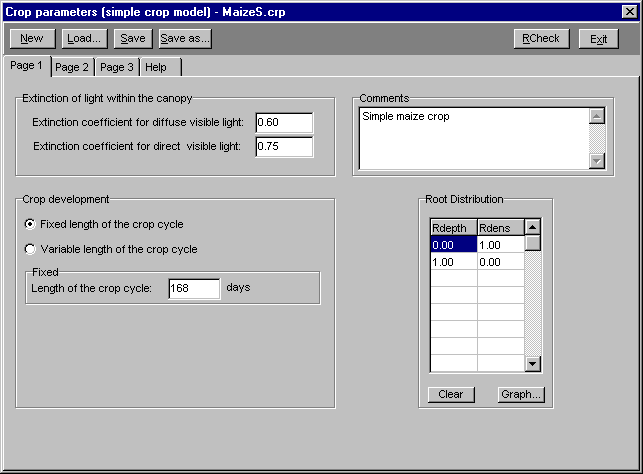 Crop parameters (simple crop model) - MaizeS.crp
New Load... Save Save as... RCheck Exit
Page 1 Page 2 Page 3 Help
Extinction of light within the canopy
Extinction coefficient for diffuse visible light: 0.60
Extinction coefficient for direct visible light: 0.75
Comments
Simple maize crop
Crop development
Fixed length of the crop cycle
Variable length of the crop cycle
Fixed
Length of the crop cycle: 168 days
Root Distribution
Rdepth Rdens
0.00 1.00
1.00 0.00
Clear Graph...